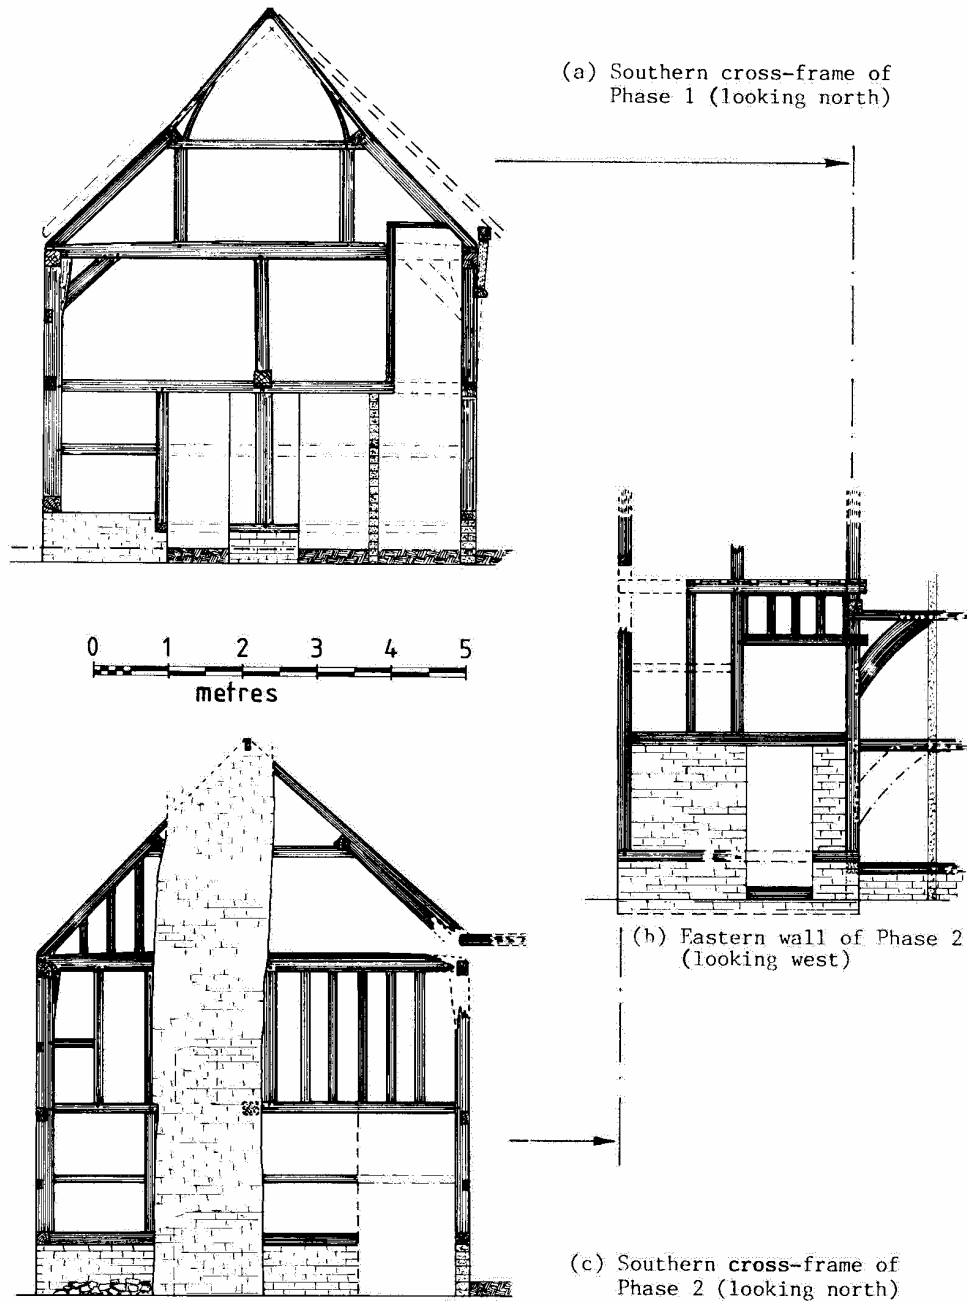 (a) Southern cross-frame of
Phase 1 (looking north)
0 1 2 3 4 5
metres
(b) Eastern wall of Phase 2
(looking west)
(c) Southern cross-frame of
Phase 2 (looking north)